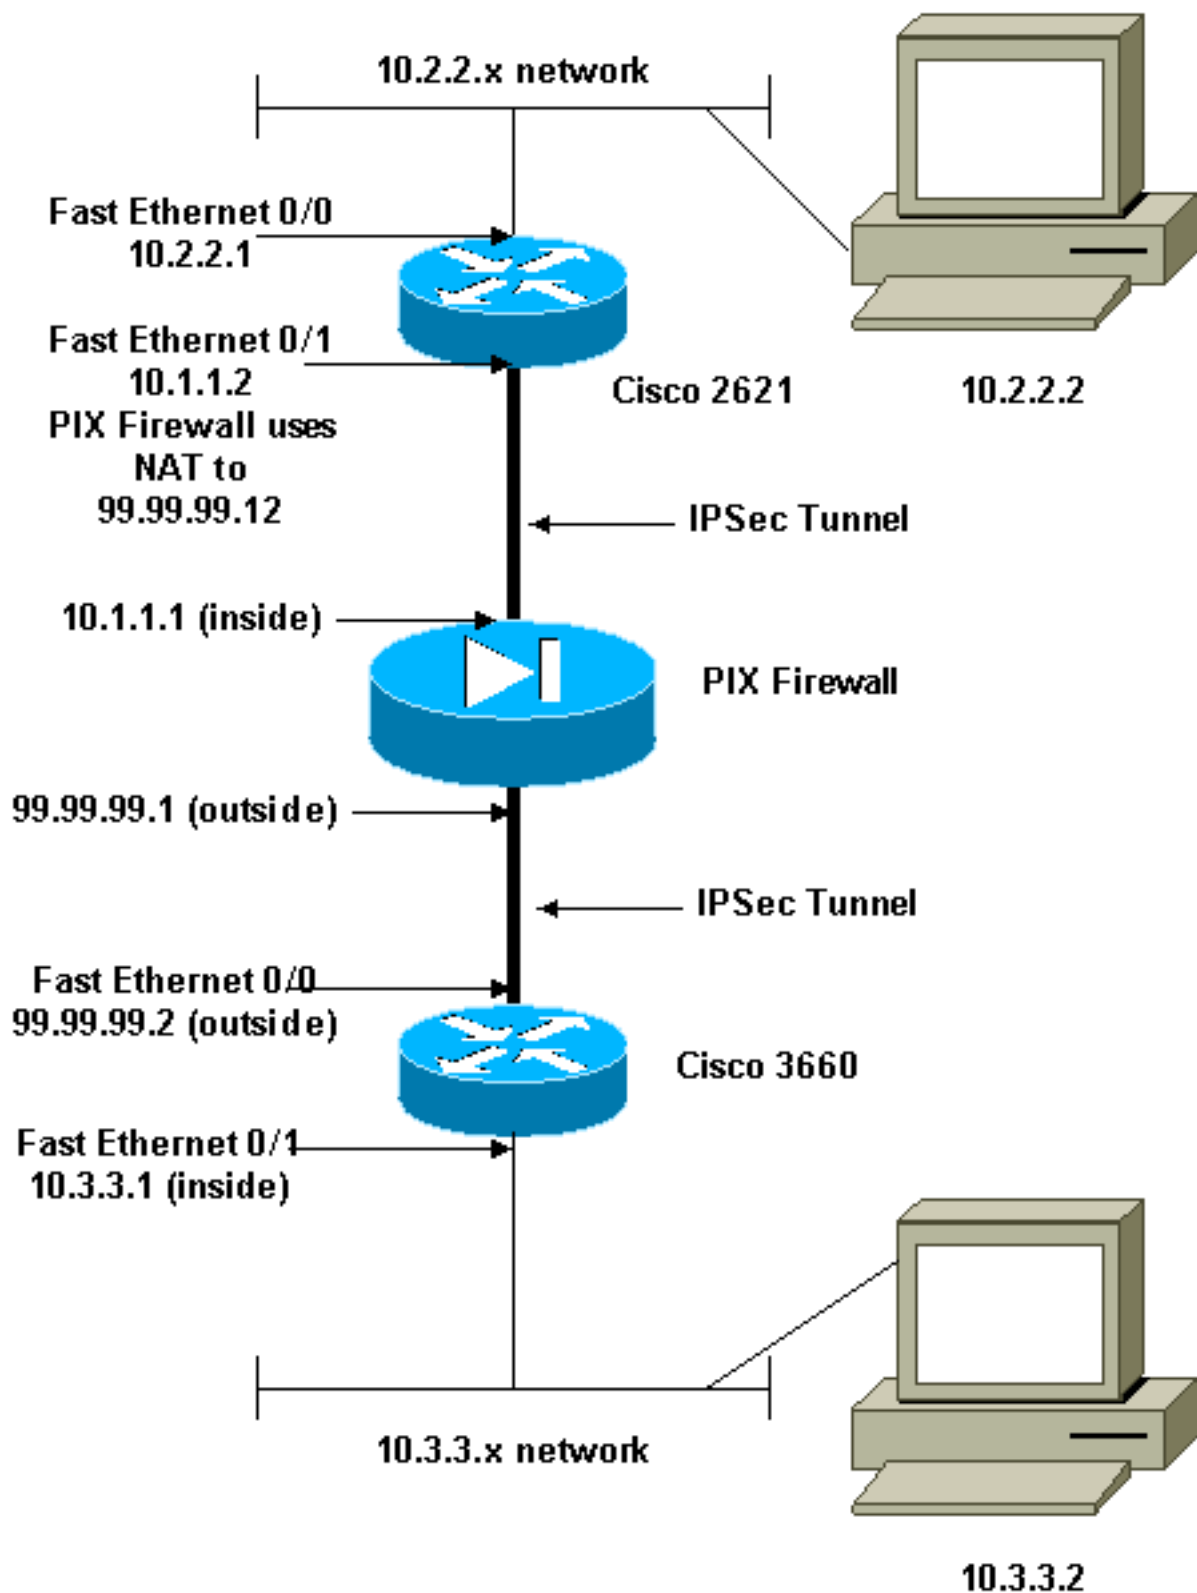 10.2.2.x network
Fast Ethernet 0/0
10.2.2.1
Fast Ethernet 0/1
10.1.1.2
PIX Firewall uses
NAT to
99.99.99.12
Cisco 2621
10.2.2.2
IPSec Tunnel
10.1.1.1 (inside)
PIX Firewall
99.99.99.1 (outside)
IPSec Tunnel
Fast Ethernet 0/0
99.99.99.2 (outside)
Cisco 3660
Fast Ethernet 0/1
10.3.3.1 (inside)
10.3.3.x network
10.3.3.2